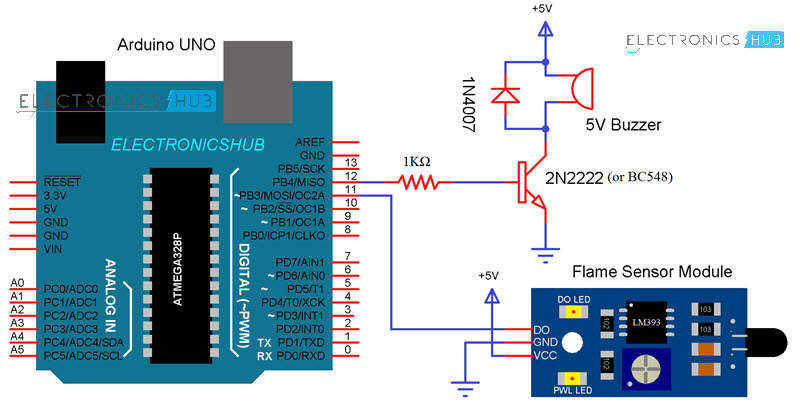 +5V
ELECTRONICS HUB
Arduino UNO
1N4007
5V Buzzer
ELECTRONICS HUB
ELECTRONICSHUB
AREF
GND
PB5/SCK 13
PB4/MISO 12
~PB3/MOSI/OC2A 11
~ PB2/SS/OC1B 10
~ PB1/OC1A 9
PB0/ICP1/CLKO 8
PD7/AIN1 7
~ PD6/AIN0 6
~ PD5/T1 5
PD4/T0/XCK 4
~ PD3/INT1 3
PD2/INT0 2
TX PD1/TXD 1
RX PD0/RXD 0
DIGITAL (~PWM)
ATMEGA328P
RESET
3.3V
5V
GND
GND
VIN
ANALOG IN
A0 PC0/ADC0
A1 PC1/ADC1
A2 PC2/ADC2
A3 PC3/ADC3
A4 PC4/ADC4/SDA
A5 PC5/ADC5/SCL
1KΩ
2N2222 (or BC548)
+5V
Flame Sensor Module
DO LED
DO
GND
VCC
102
102
LM393
103
103
PWL LED